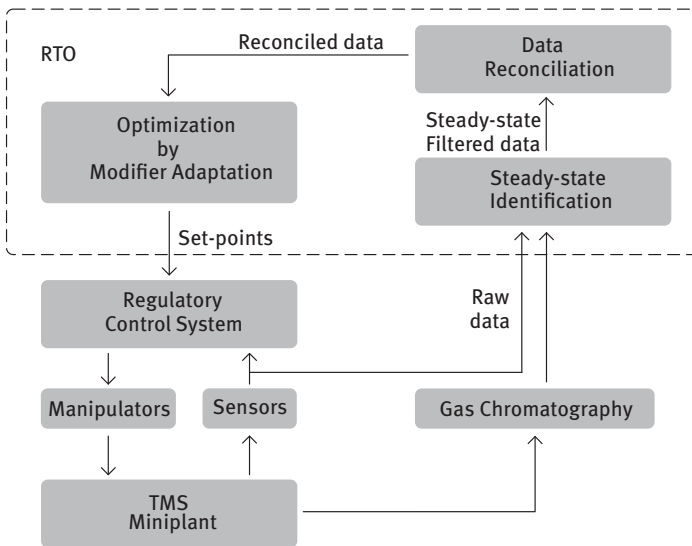 RTO
Reconciled data
Data
Reconciliation
Optimization
by
Modifier Adaptation
Steady-state
Filtered data
Steady-state
Identification
Set-points
Regulatory
Control System
Raw
data
Manipulators
Sensors
Gas Chromatography
TMS
Miniplant